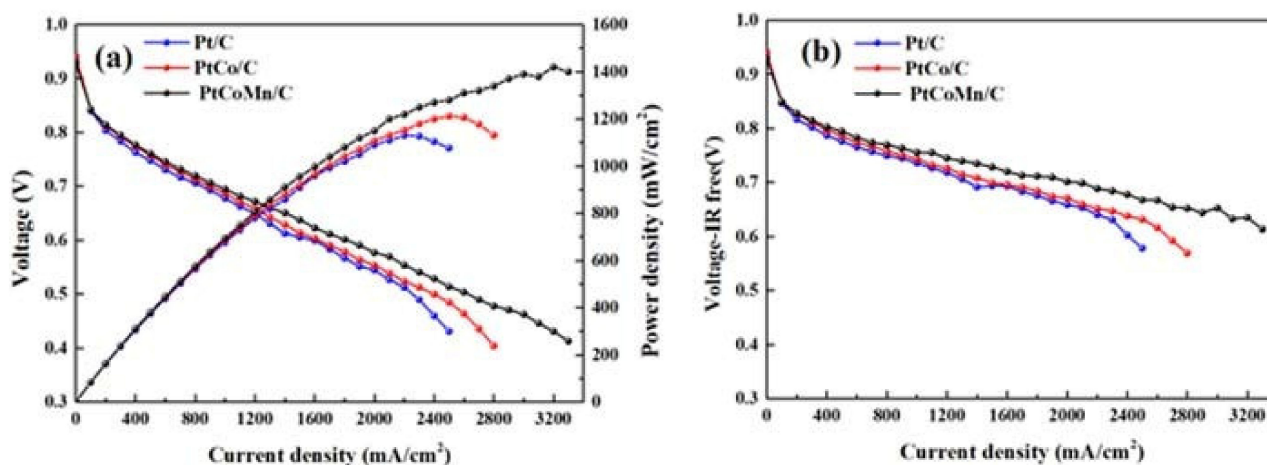 (a)
Pt/C
PtCo/C
PtCoMn/C
Voltage (V)
1.0
0.9
0.8
0.7
0.6
0.5
0.4
0.3
Power density (mW/cm²)
1600
1400
1200
1000
800
600
400
200
0
0 400 800 1200 1600 2000 2400 2800 3200
Current density (mA/cm²)
(b)
Pt/C
PtCo/C
PtCoMn/C
Voltage-IR free(V)
1.0
0.9
0.8
0.7
0.6
0.5
0.4
0.3
0 400 800 1200 1600 2000 2400 2800 3200
Current density (mA/cm²)